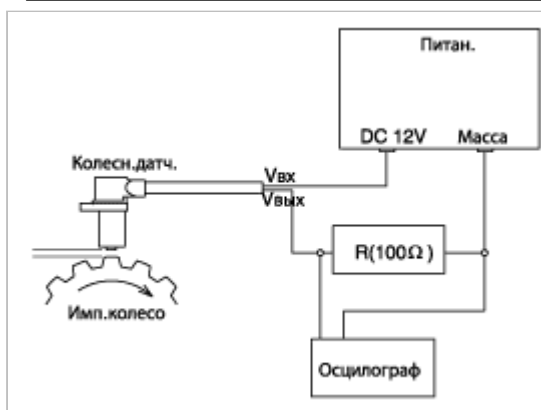 Питан.
DC 12V Масса
Колесн.датч.
Vвх
Vвых
R(100Ω)
Имп.колесо
Осцилограф